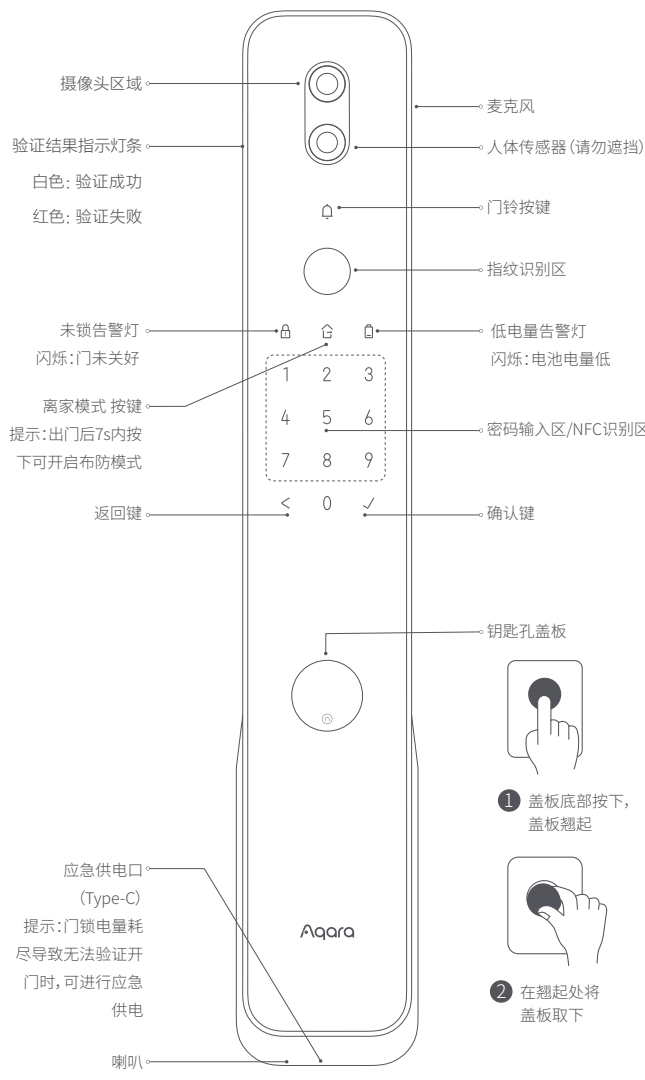 摄像头区域
验证结果指示灯条
白色: 验证成功
红色: 验证失败
未锁告警灯
闪烁:门未关好
离家模式 按键
提示:出门后7s内按
下可开启布防模式
返回键
应急供电口
(Type-C)
提示:门锁电量耗
尽导致无法验证开
门时,可进行应急
供电
喇叭
1 2 3
4 5 6
7 8 9
< 0 ✓
Aqara
麦克风
人体传感器(请勿遮挡)
门铃按键
指纹识别区
低电量告警灯
闪烁:电池电量低
密码输入区/NFC识别区
确认键
钥匙孔盖板
1 盖板底部按下,
盖板翘起
2 在翘起处将
盖板取下